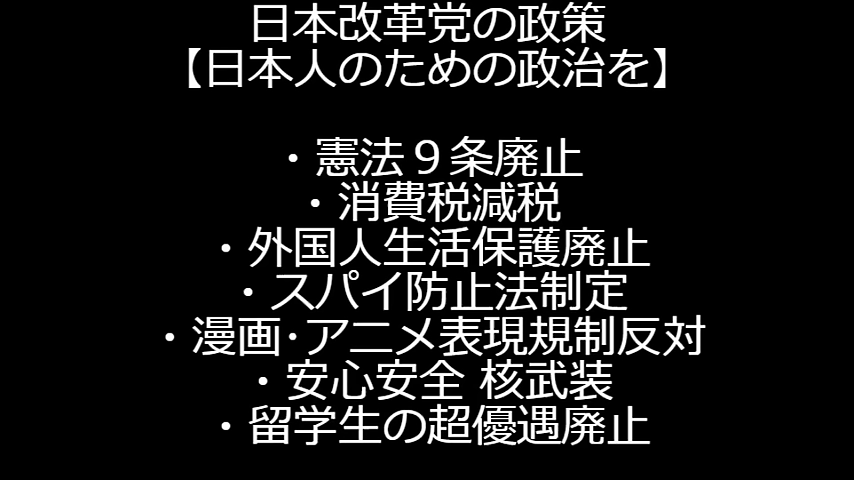 日本改革党の政策
【日本人のための政治を】
・憲法９条廃止
・消費税減税
・外国人生活保護廃止
・スパイ防止法制定
・漫画･アニメ表現規制反対
・安心安全 核武装
・留学生の超優遇廃止